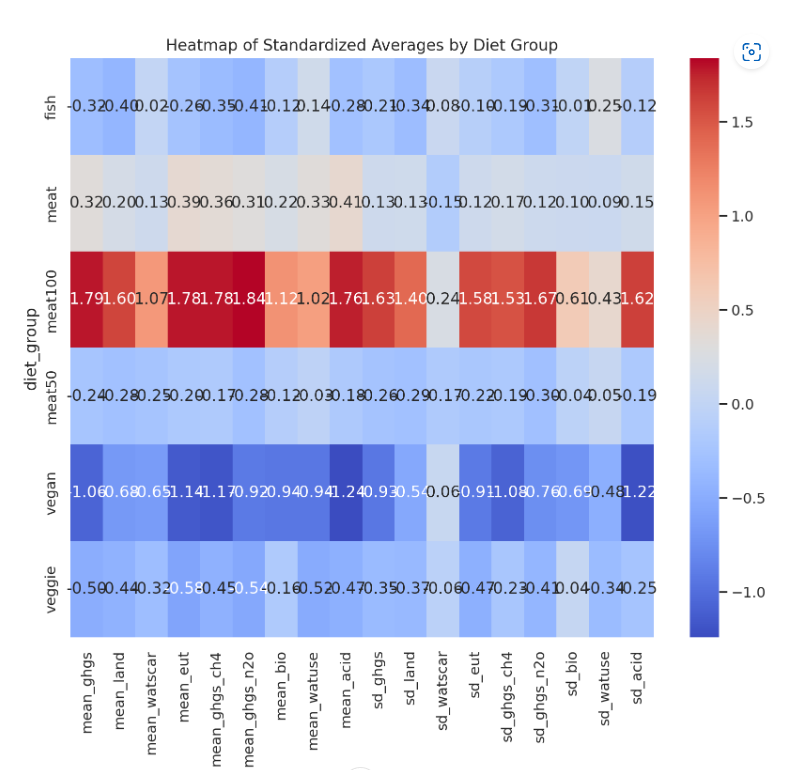 Heatmap of Standardized Averages by Diet Group
fish -0.32 -0.40 -0.02 -0.26 -0.35 -0.41 -0.12 0.14 -0.28 -0.21 -0.34 0.08 -0.10 -0.19 -0.31 -0.01 0.25 -0.12
meat 0.32 0.20 0.13 0.39 0.36 0.31 0.22 0.33 0.41 0.13 0.13 -0.15 0.12 0.17 0.12 0.10 0.09 0.15
meat100 1.79 1.60 1.07 1.78 1.78 1.84 1.12 1.02 1.76 1.63 1.40 0.24 1.58 1.53 1.67 0.61 0.43 1.62
meat50 -0.24 -0.28 -0.25 -0.20 -0.17 -0.28 -0.12 -0.03 -0.18 -0.26 -0.29 -0.17 -0.22 -0.19 -0.30 -0.04 0.05 -0.19
vegan -1.06 -0.68 -0.65 -1.14 -1.17 -0.92 -0.94 -0.94 -1.24 -0.93 -0.54 0.06 -0.91 -1.08 -0.76 -0.69 -0.48 -1.22
veggie -0.50 -0.44 -0.32 -0.58 -0.45 -0.54 -0.16 -0.52 -0.47 -0.35 -0.37 -0.06 -0.47 -0.23 -0.41 0.04 -0.34 -0.25
diet_group
mean_ghgs
mean_land
mean_watscar
mean_eut
mean_ghgs_ch4
mean_ghgs_n2o
mean_bio
mean_watuse
mean_acid
sd_ghgs
sd_land
sd_watscar
sd_eut
sd_ghgs_ch4
sd_ghgs_n2o
sd_bio
sd_watuse
sd_acid
1.5
1.0
0.5
0.0
−0.5
−1.0